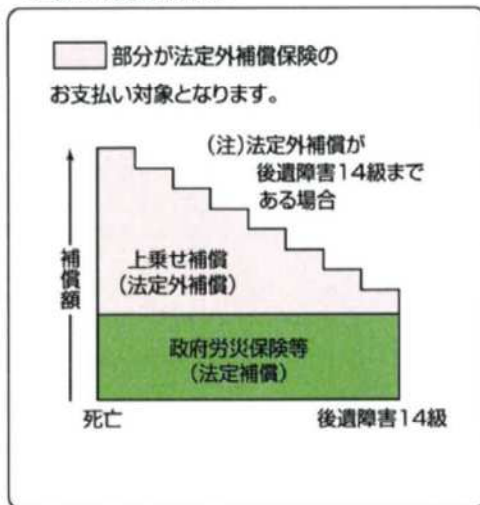 部分が法定外補償保険の
お支払い対象となります。
(注)法定外補償が
後遺障害14級まで
ある場合
補償額
上乗せ補償
(法定外補償)
政府労災保険等
(法定補償)
死亡
後遺障害14級